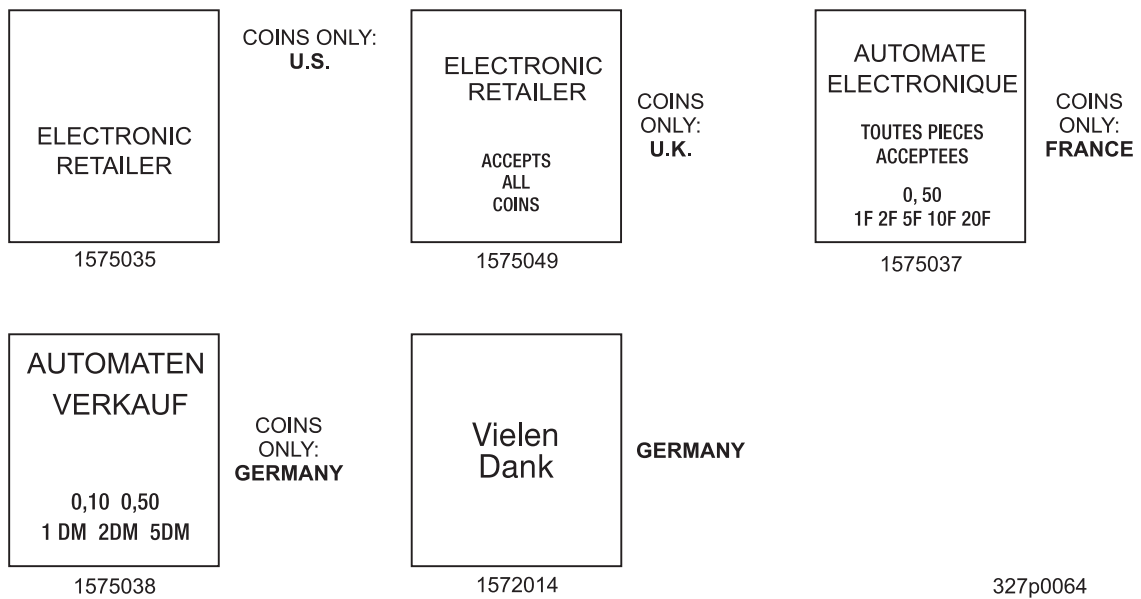 ELECTRONIC
RETAILER
1575035
COINS ONLY:
U.S.
ELECTRONIC
RETAILER
ACCEPTS
ALL
COINS
1575049
COINS
ONLY:
U.K.
AUTOMATE
ELECTRONIQUE
TOUTES PIECES
ACCEPTEES
0, 50
1F 2F 5F 10F 20F
1575037
COINS
ONLY:
FRANCE
AUTOMATEN
VERKAUF
0,10 0,50
1 DM 2DM 5DM
1575038
COINS
ONLY:
GERMANY
Vielen
Dank
1572014
GERMANY
327p0064